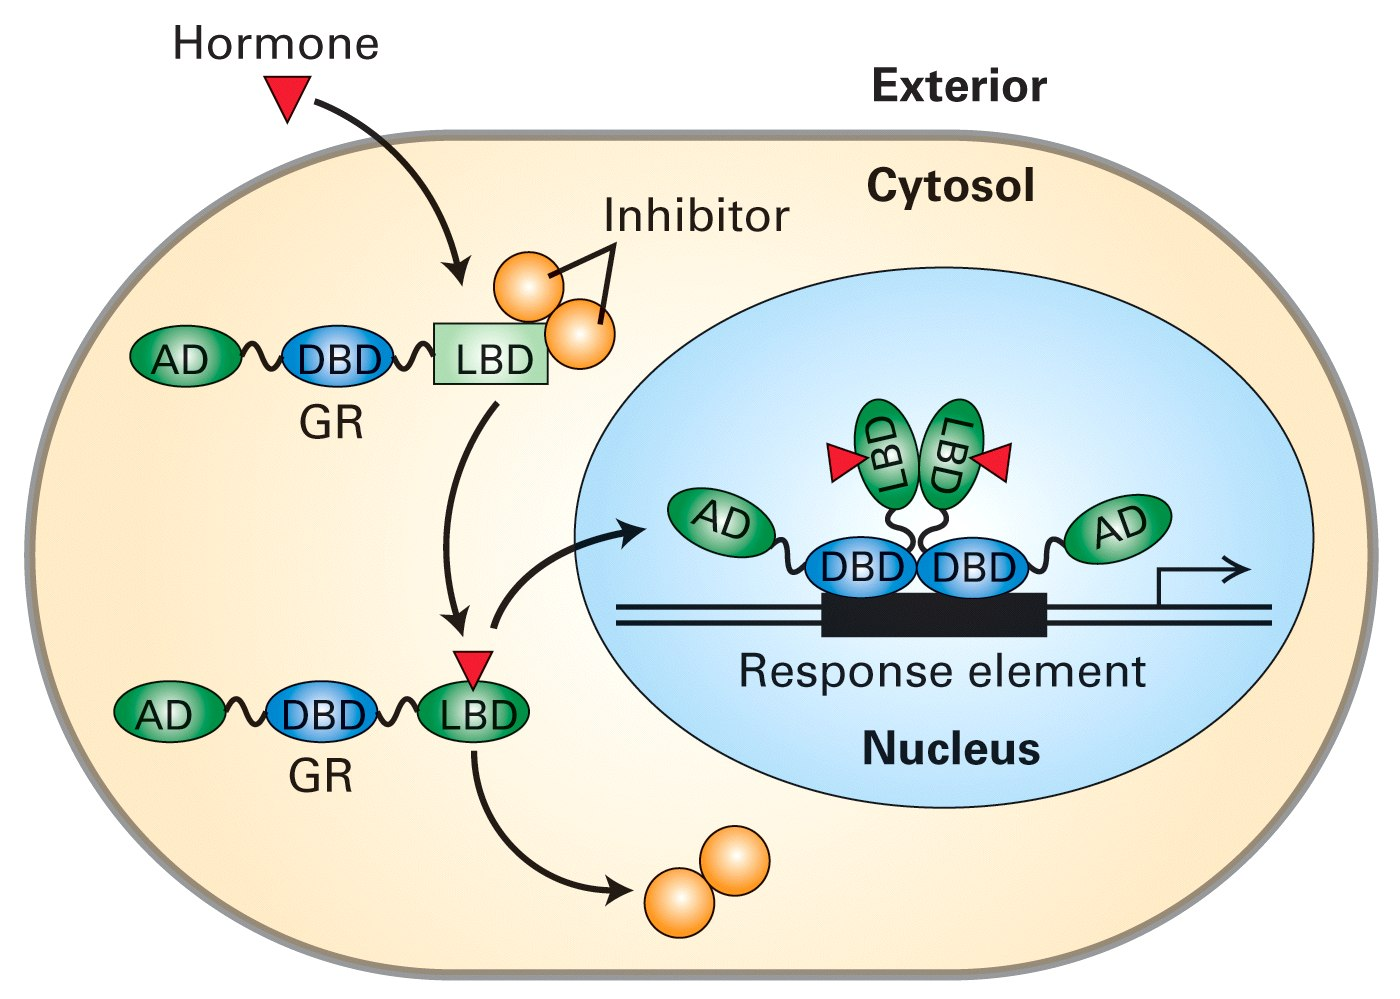 Hormone
Exterior
Cytosol
Inhibitor
AD DBD LBD
GR
LBD LBD
AD AD
DBD DBD
Response element
AD DBD LBD
GR
Nucleus